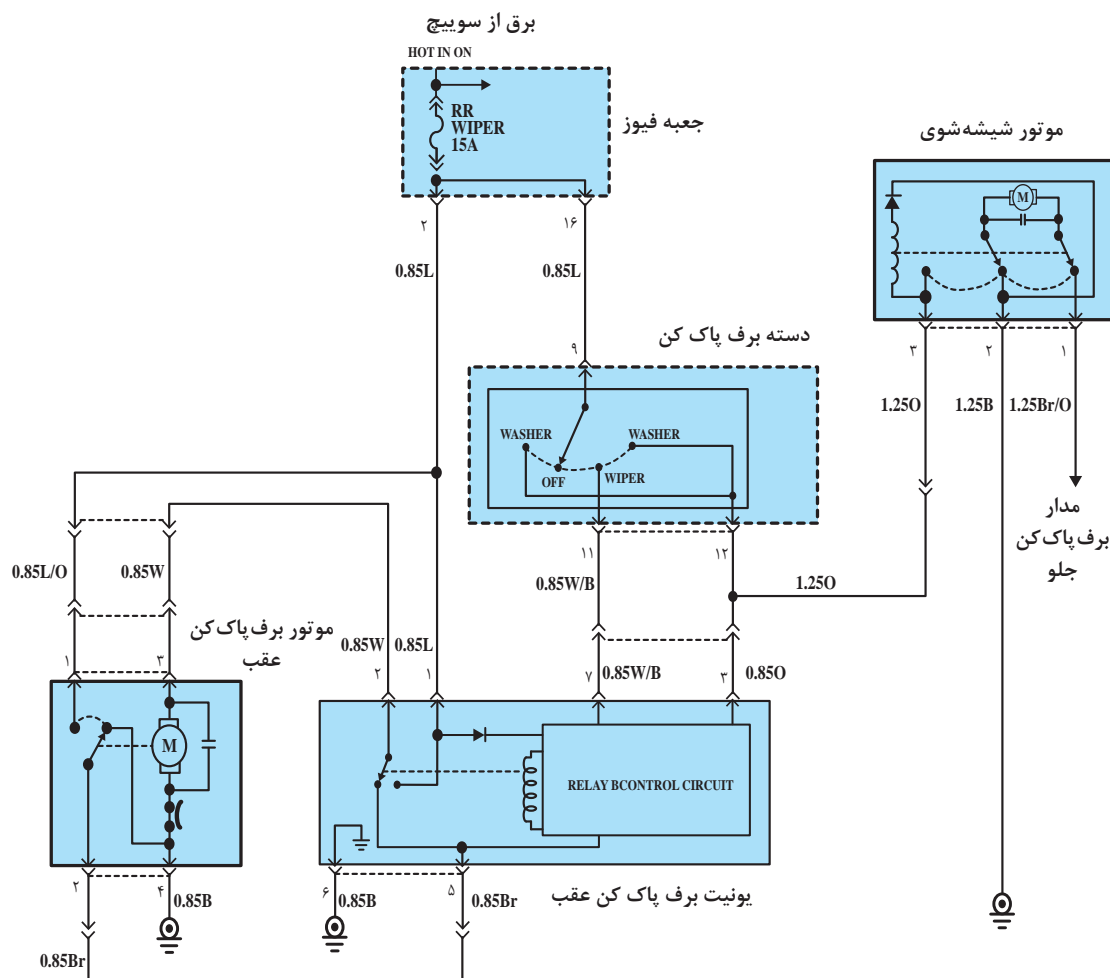 برق از سوییچ
HOT IN ON
RR
WIPER
15A
جعبه فیوز
موتور شیشه‌شوی
M
۲
۱۶
0.85L
0.85L
۳
۲
۱
1.25O
1.25B
1.25Br/O
مدار
برف پاک کن
جلو
دسته برف پاک کن
۹
WASHER
WASHER
OFF
WIPER
۱۱
۱۲
0.85W/B
1.25O
0.85L/O
0.85W
موتور برف پاک کن
عقب
0.85W
0.85L
۱
۳
۲
۱
۷
0.85W/B
۳
0.85O
M
RELAY BCONTROL CIRCUIT
۲
۴
0.85B
0.85Br
۶
0.85B
۵
0.85Br
یونیت برف پاک کن عقب